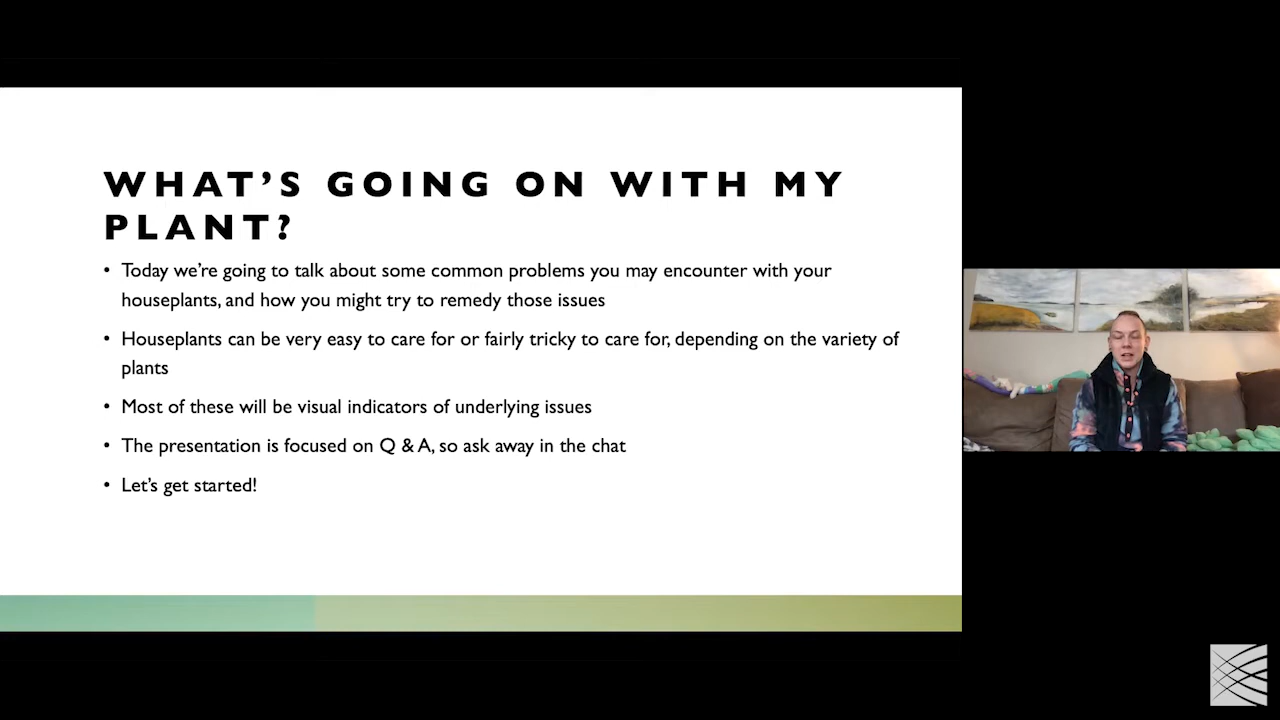 WHAT'S GOING ON WITH MY
PLANT?
• Today we're going to talk about some common problems you may encounter with your
houseplants, and how you might try to remedy those issues
• Houseplants can be very easy to care for or fairly tricky to care for, depending on the variety of
plants
• Most of these will be visual indicators of underlying issues
• The presentation is focused on Q & A, so ask away in the chat
• Let's get started!